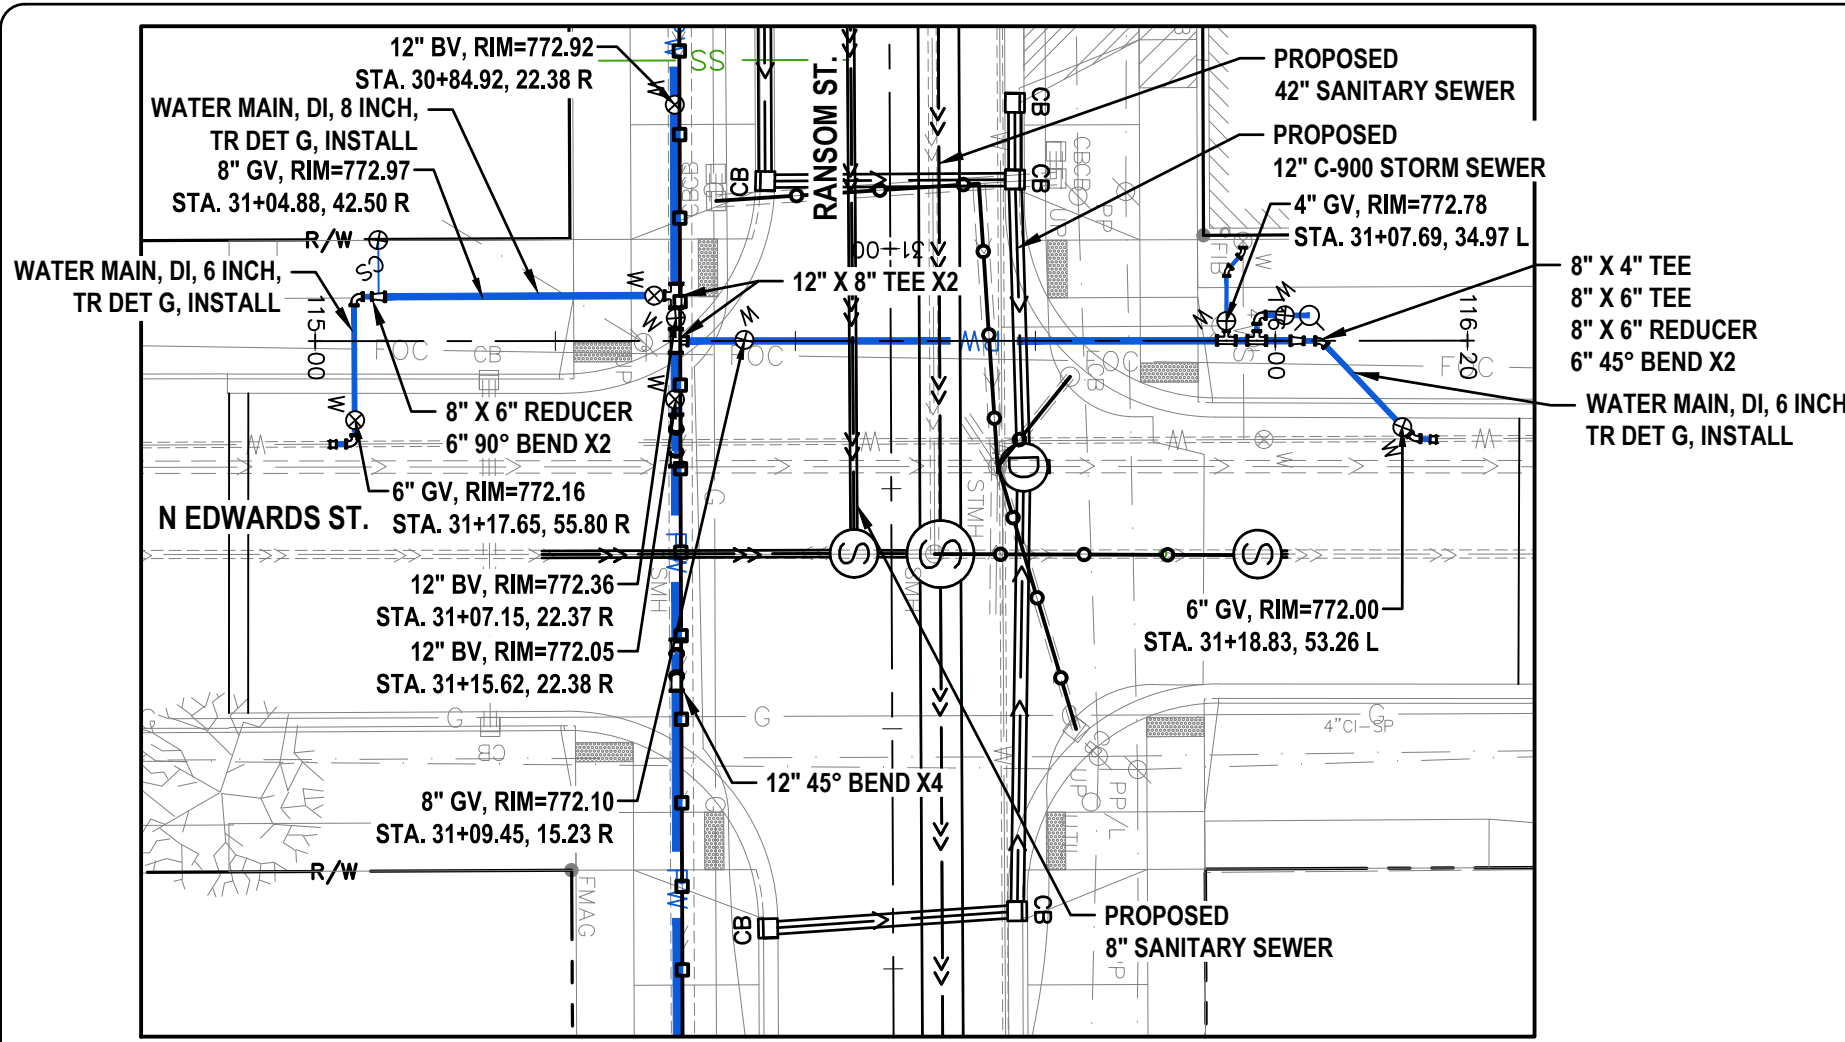 12" BV, RIM=772.92
STA. 30+84.92, 22.38 R
WATER MAIN, DI, 8 INCH,
TR DET G, INSTALL
8" GV, RIM=772.97
STA. 31+04.88, 42.50 R
R/W
WATER MAIN, DI, 6 INCH,
TR DET G, INSTALL
115+00
FOC
CB
SS
RANSOM ST.
31+00
CB
CB
CB
PROPOSED
42" SANITARY SEWER
PROPOSED
12" C-900 STORM SEWER
4" GV, RIM=772.78
STA. 31+07.69, 34.97 L
8" X 4" TEE
8" X 6" TEE
8" X 6" REDUCER
6" 45° BEND X2
WATER MAIN, DI, 6 INCH
TR DET G, INSTALL
116+20
FOC
12" X 8" TEE X2
FOC
8" X 6" REDUCER
6" 90° BEND X2
6" GV, RIM=772.16
STA. 31+17.65, 55.80 R
N EDWARDS ST.
12" BV, RIM=772.36
STA. 31+07.15, 22.37 R
12" BV, RIM=772.05
STA. 31+15.62, 22.38 R
8" GV, RIM=772.10
STA. 31+09.45, 15.23 R
SMH
STMH
D
S
S
S
6" GV, RIM=772.00
STA. 31+18.83, 53.26 L
G
G
G
4"CI-SP
CB
12" 45° BEND X4
R/W
FMAG
CB
CB
PROPOSED
8" SANITARY SEWER